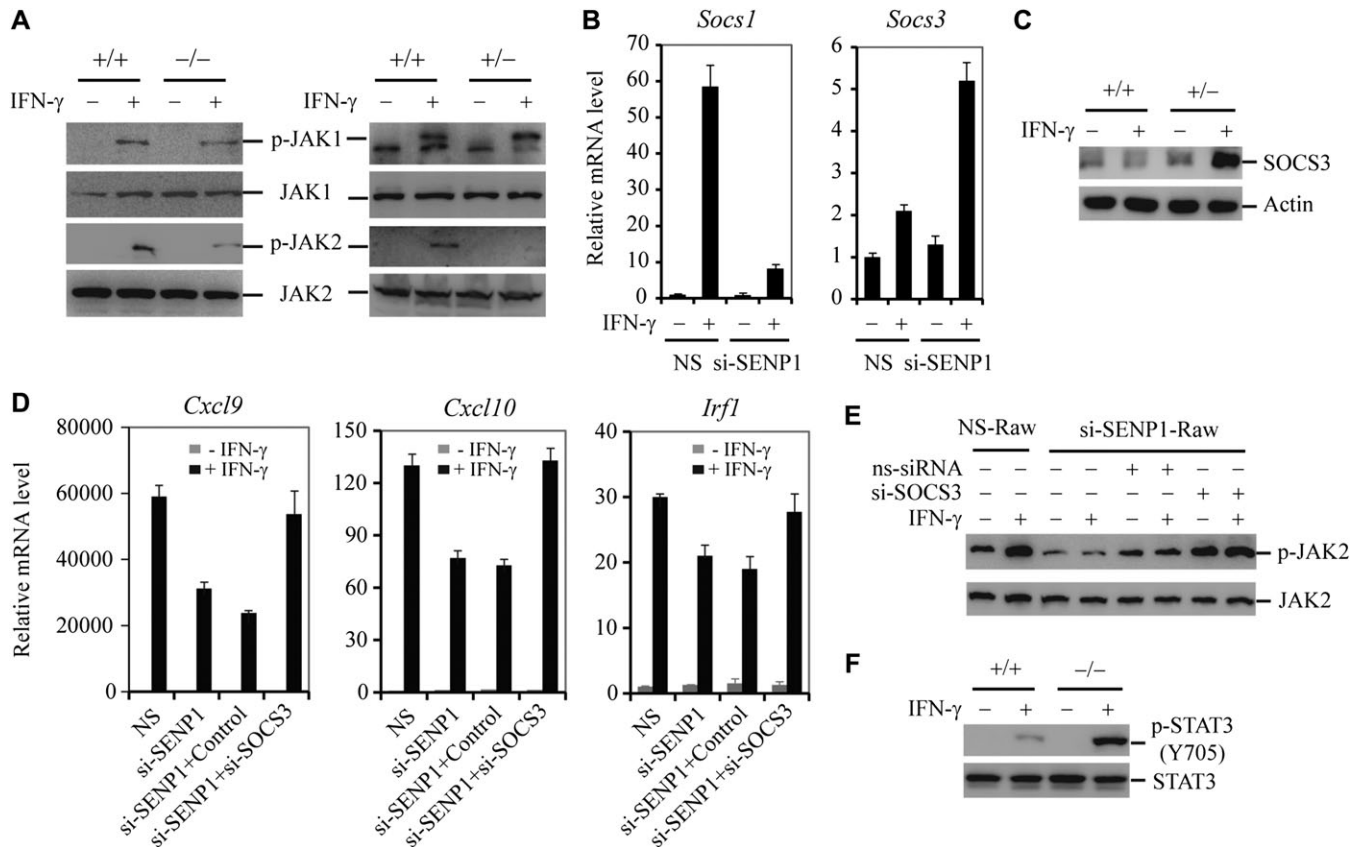 A
+/+ −/− +/+ +/−
IFN-γ − + − + IFN-γ − + − +
p-JAK1
JAK1
p-JAK2
JAK2
B
Socs1 Socs3
Relative mRNA level
70
60
50
40
30
20
10
0
6
5
4
3
2
1
0
IFN-γ − + − + − + − +
NS si-SENP1 NS si-SENP1
C
+/+ +/−
IFN-γ − + − +
SOCS3
Actin
D
Cxcl9 Cxcl10 Irf1
Relative mRNA level
80000
60000
40000
20000
0
- IFN-γ
+ IFN-γ
150
120
90
60
30
0
- IFN-γ
+ IFN-γ
40
30
20
10
0
- IFN-γ
+ IFN-γ
NS
si-SENP1
si-SENP1+Control
si-SENP1+si-SOCS3
NS
si-SENP1
si-SENP1+Control
si-SENP1+si-SOCS3
NS
si-SENP1
si-SENP1+Control
si-SENP1+si-SOCS3
E
NS-Raw si-SENP1-Raw
ns-siRNA − − − − + + − −
si-SOCS3 − − − − − − + +
IFN-γ − + − + − + − +
p-JAK2
JAK2
F
+/+ −/−
IFN-γ − + − +
p-STAT3
(Y705)
STAT3